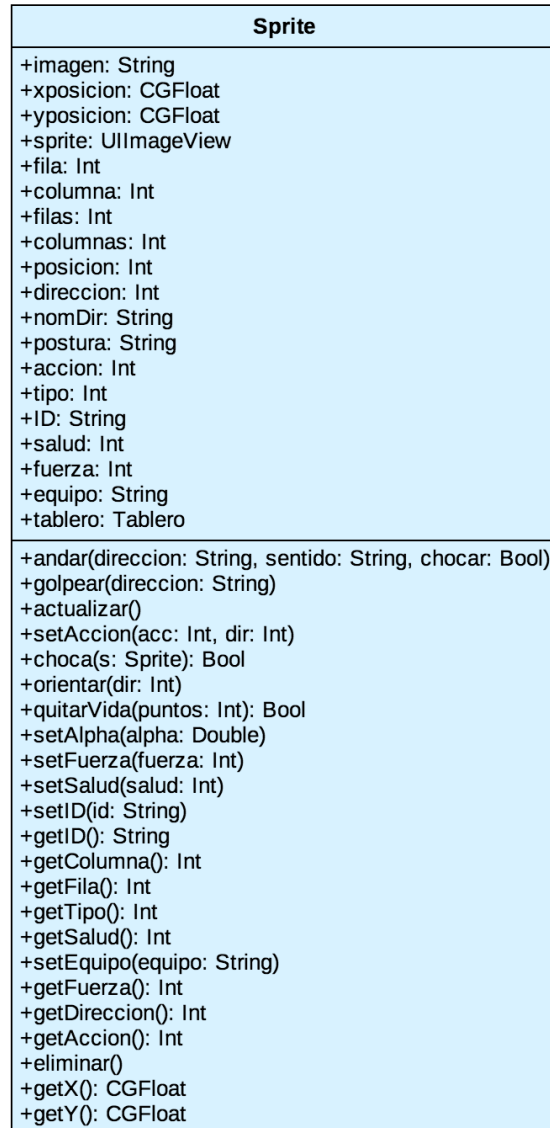 Sprite
+imagen: String
+xposicion: CGFloat
+yposicion: CGFloat
+sprite: UIImageView
+fila: Int
+columna: Int
+filas: Int
+columnas: Int
+posicion: Int
+direccion: Int
+nomDir: String
+postura: String
+accion: Int
+tipo: Int
+ID: String
+salud: Int
+fuerza: Int
+equipo: String
+tablero: Tablero
+andar(direccion: String, sentido: String, chocar: Bool)
+golpear(direccion: String)
+actualizar()
+setAccion(acc: Int, dir: Int)
+choca(s: Sprite): Bool
+orientar(dir: Int)
+quitarVida(puntos: Int): Bool
+setAlpha(alpha: Double)
+setFuerza(fuerza: Int)
+setSalud(salud: Int)
+setID(id: String)
+getID(): String
+getColumna(): Int
+getFila(): Int
+getTipo(): Int
+getSalud(): Int
+setEquipo(equipo: String)
+getFuerza(): Int
+getDireccion(): Int
+getAccion(): Int
+eliminar()
+getX(): CGFloat
+getY(): CGFloat